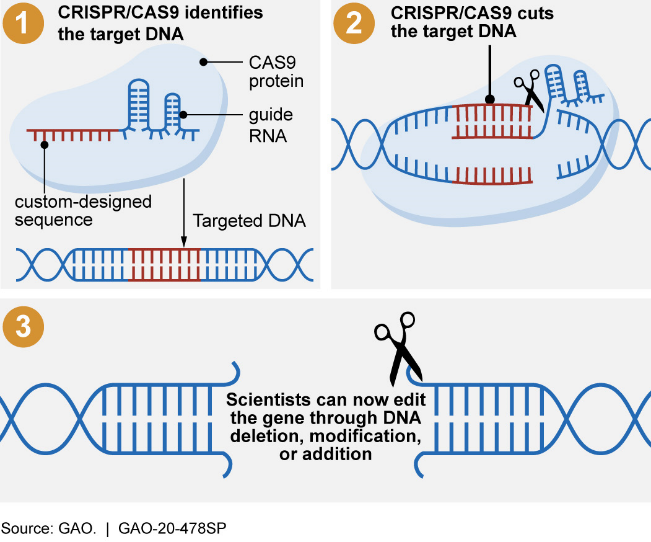 1
CRISPR/CAS9 identifies
the target DNA
CAS9
protein
guide
RNA
custom-designed
sequence
Targeted DNA
2
CRISPR/CAS9 cuts
the target DNA
3
Scientists can now edit
the gene through DNA
deletion, modification,
or addition
Source: GAO. | GAO-20-478SP